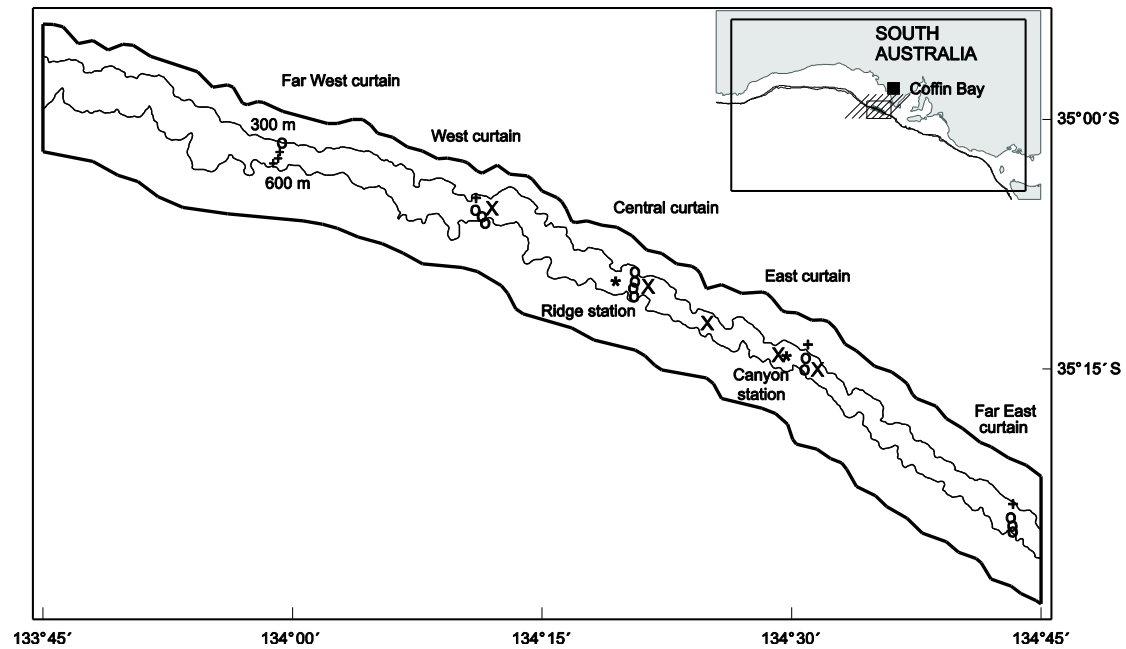 SOUTH
AUSTRALIA
Coffin Bay
Far West curtain
300 m
600 m
West curtain
Central curtain
Ridge station
East curtain
Canyon
station
Far East
curtain
35°00′S
35°15′S
133°45′
134°00′
134°15′
134°30′
134°45′